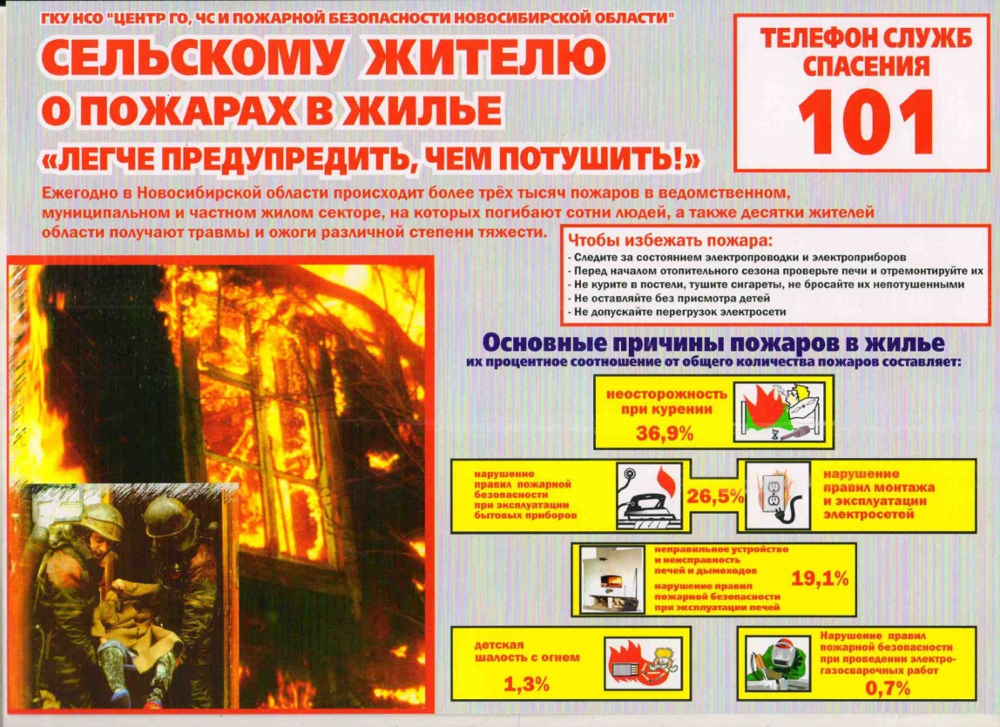 ГКУ НСО "ЦЕНТР ГО, ЧС И ПОЖАРНОЙ БЕЗОПАСНОСТИ НОВОСИБИРСКОЙ ОБЛАСТИ"
СЕЛЬСКОМУ ЖИТЕЛЮ
О ПОЖАРАХ В ЖИЛЬЕ
«ЛЕГЧЕ ПРЕДУПРЕДИТЬ, ЧЕМ ПОТУШИТЬ!»
ТЕЛЕФОН СЛУЖБ
СПАСЕНИЯ
101
Ежегодно в Новосибирской области происходит более трёх тысяч пожаров в ведомственном,
муниципальном и частном жилом секторе, на которых погибают сотни людей, а также десятки жителей
области получают травмы и ожоги различной степени тяжести.
Чтобы избежать пожара:
- Следите за состоянием электропроводки и электроприборов
- Перед началом отопительного сезона проверьте печи и отремонтируйте их
- Не курите в постели, тушите сигареты, не бросайте их непотушенными
- Не оставляйте без присмотра детей
- Не допускайте перегрузок электросети
Основные причины пожаров в жилье
их процентное соотношение от общего количества пожаров составляет:
неосторожность
при курении
36,9%
нарушение
правил пожарной
безопасности
при эксплуатации
бытовых приборов
26,5%
нарушение
правил монтажа
и эксплуатации
электросетей
неправильное устройство
и неисправность
печей и дымоходов
нарушение правил
пожарной безопасности
при эксплуатации печей
19,1%
детская
шалость с огнем
1,3%
Нарушение правил
пожарной безопасности
при проведении электро-
газосварочных работ
0,7%